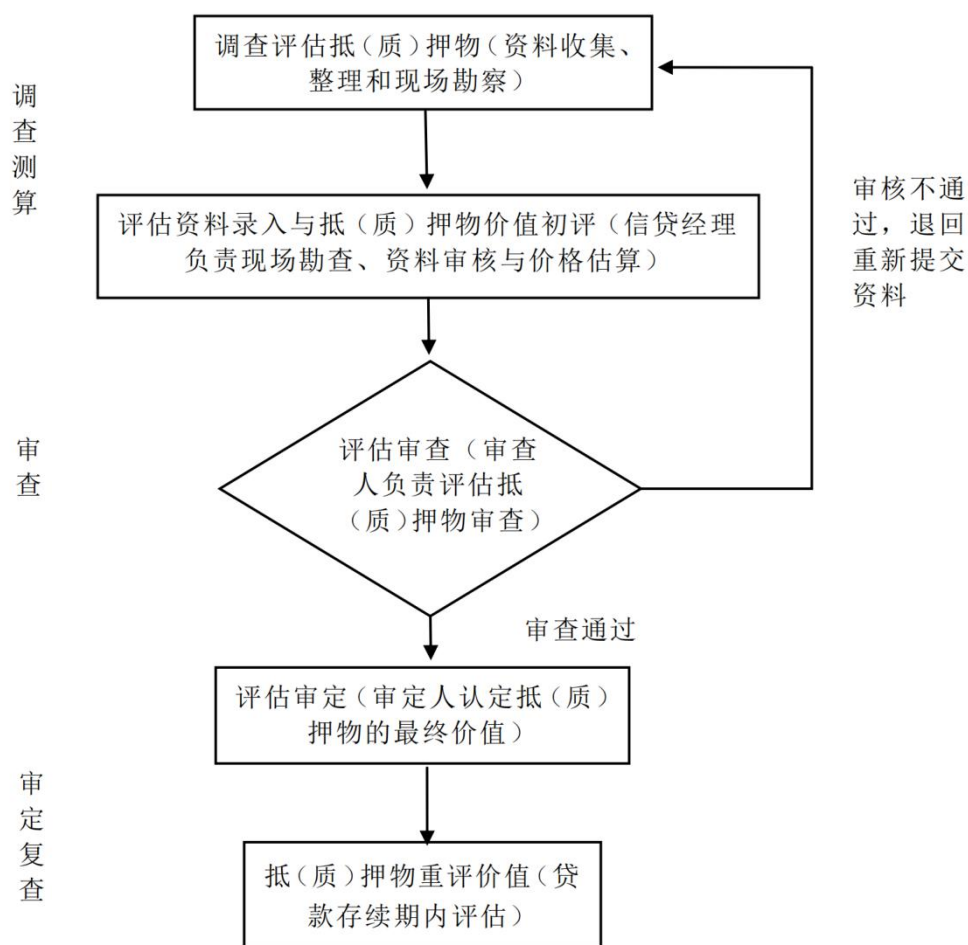 调查评估抵（质）押物（资料收集、
整理和现场勘察）
调
查
测
算
评估资料录入与抵（质）押物价值初评（信贷经理
负责现场勘查、资料审核与价格估算）
审核不通
过，退回
重新提交
资料
审
查
评估审查（审查
人负责评估抵
（质）押物审查）
审查通过
评估审定（审定人认定抵（质）
押物的最终价值）
审
定
复
查
抵（质）押物重评价值（贷
款存续期内评估）